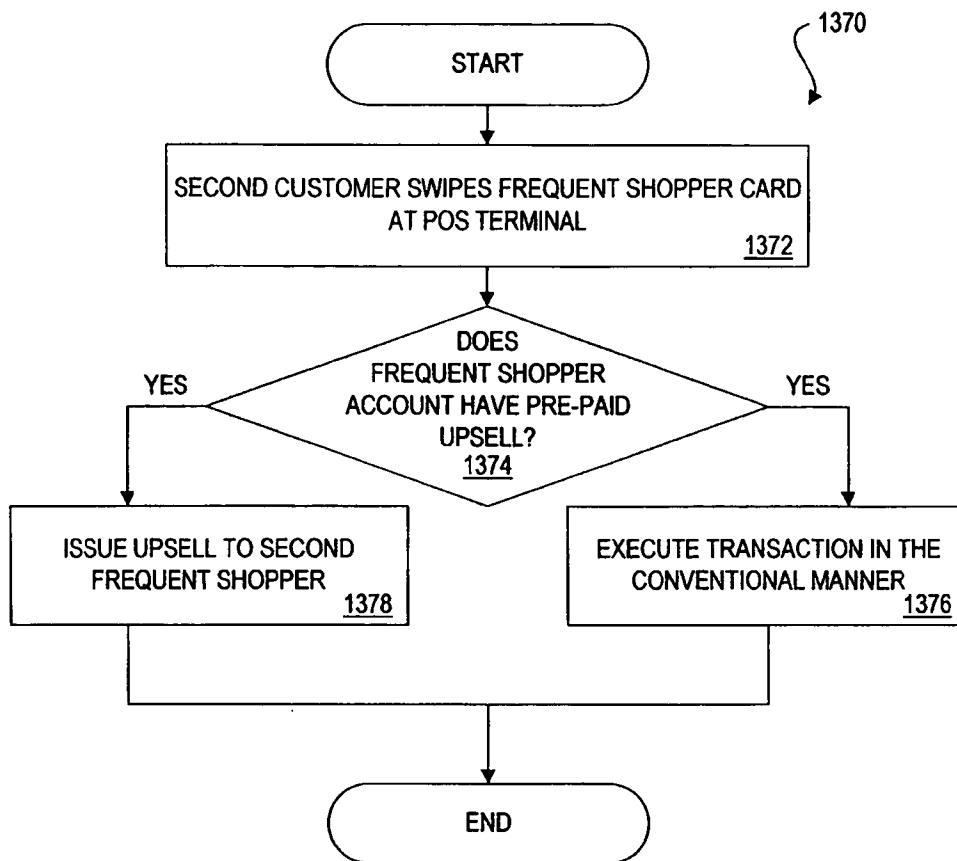 1370
START
SECOND CUSTOMER SWIPES FREQUENT SHOPPER CARD
AT POS TERMINAL
1372
DOES
FREQUENT SHOPPER
ACCOUNT HAVE PRE-PAID
UPSELL?
1374
YES
YES
ISSUE UPSELL TO SECOND
FREQUENT SHOPPER
1378
EXECUTE TRANSACTION IN THE
CONVENTIONAL MANNER
1376
END